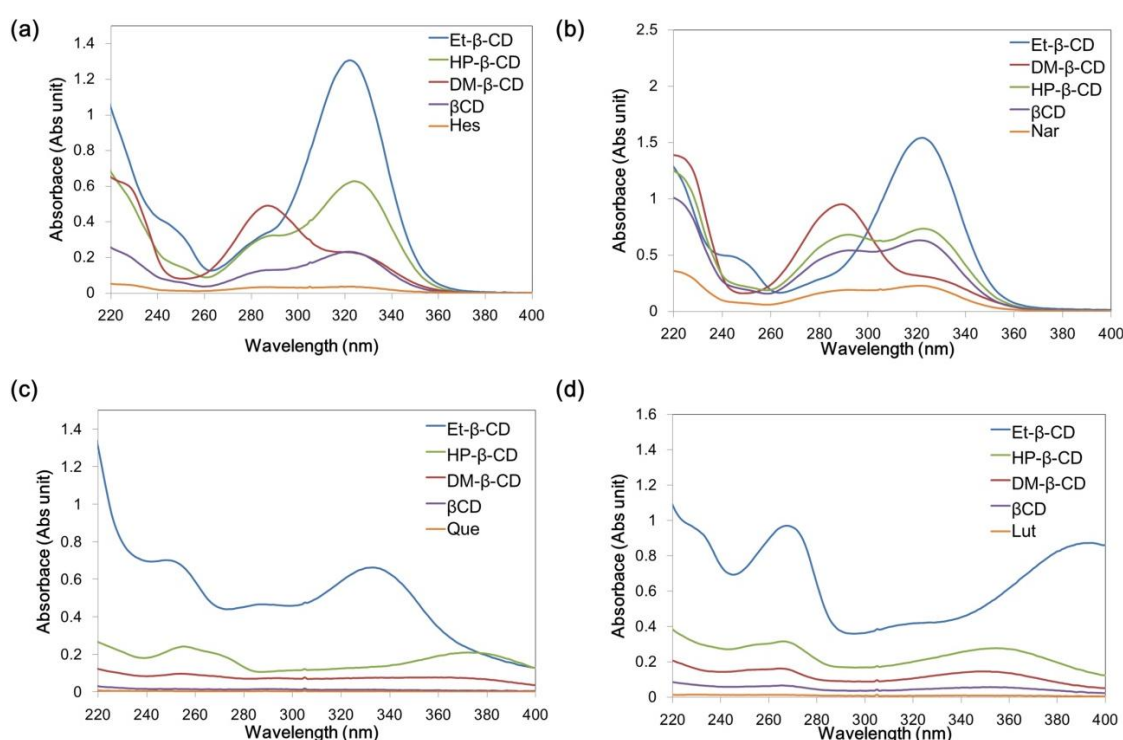 (a)
Absorbace (Abs unit)
1.4
1.2
1
0.8
0.6
0.4
0.2
0
Et-β-CD
HP-β-CD
DM-β-CD
βCD
Hes
220 240 260 280 300 320 340 360 380 400
Wavelength (nm)
(b)
Absorbace (Abs unit)
2.5
2
1.5
1
0.5
0
Et-β-CD
DM-β-CD
HP-β-CD
βCD
Nar
220 240 260 280 300 320 340 360 380 400
Wavelength (nm)
(c)
Absorbace (Abs unit)
1.4
1.2
1
0.8
0.6
0.4
0.2
0
Et-β-CD
HP-β-CD
DM-β-CD
βCD
Que
220 240 260 280 300 320 340 360 380 400
(d)
Absorbace (Abs unit)
1.6
1.4
1.2
1
0.8
0.6
0.4
0.2
0
Et-β-CD
HP-β-CD
DM-β-CD
βCD
Lut
220 240 260 280 300 320 340 360 380 400